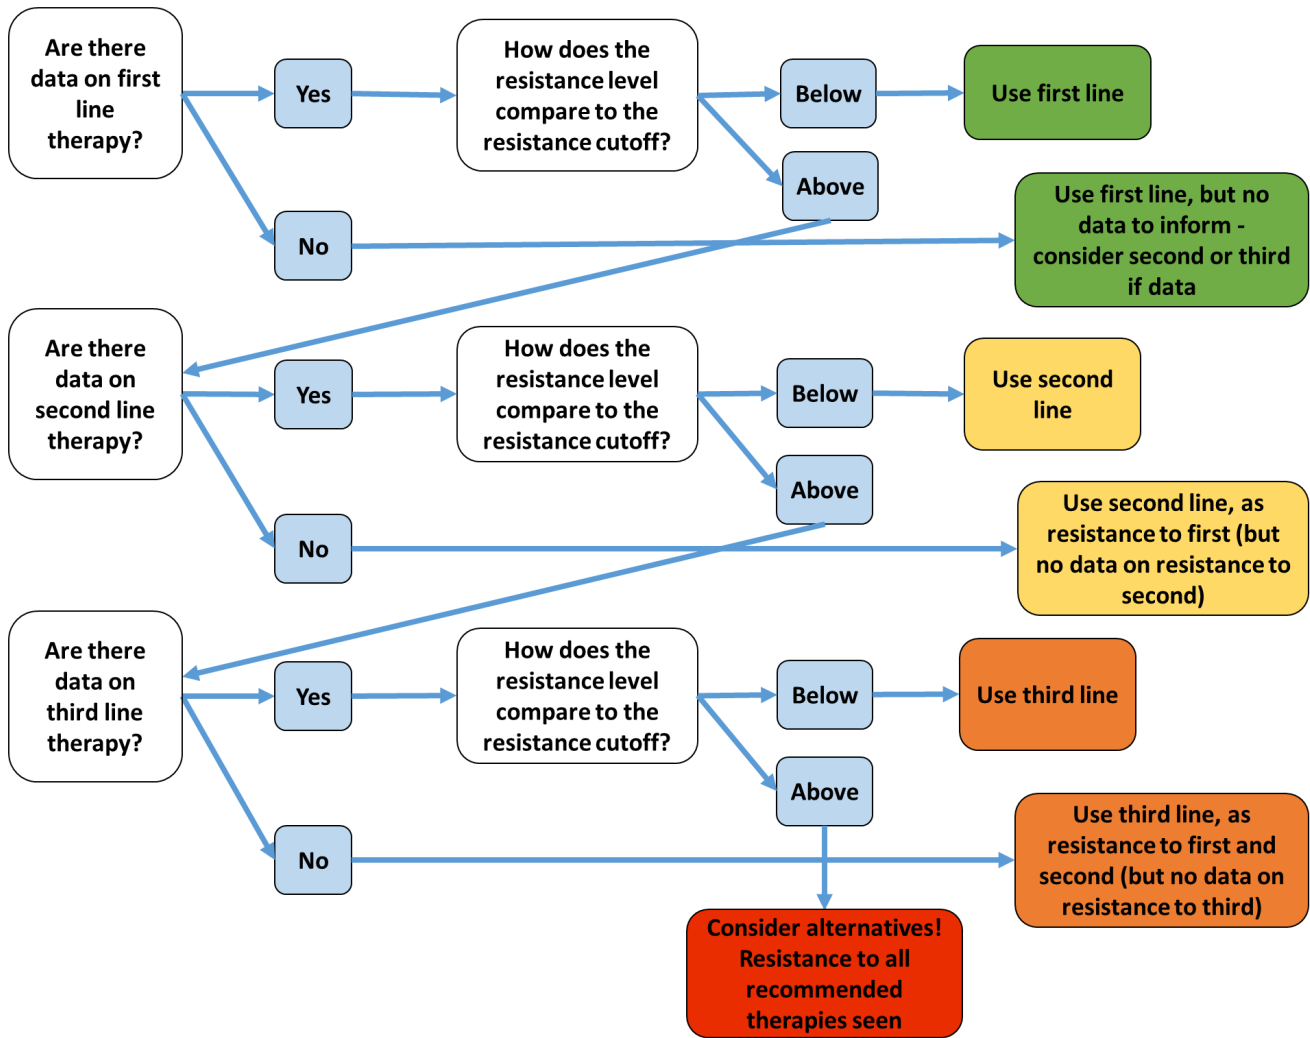 Are there
data on first
line
therapy?
Yes
How does the
resistance level
compare to the
resistance cutoff?
Below
Use first line
Above
No
Use first line, but no
data to inform -
consider second or third
if data
Are there
data on
second line
therapy?
Yes
How does the
resistance level
compare to the
resistance cutoff?
Below
Use second
line
Above
No
Use second line, as
resistance to first (but
no data on resistance to
second)
Are there
data on
third line
therapy?
Yes
How does the
resistance level
compare to the
resistance cutoff?
Below
Use third line
Above
No
Use third line, as
resistance to first and
second (but no data on
resistance to third)
Consider alternatives!
Resistance to all
recommended
therapies seen